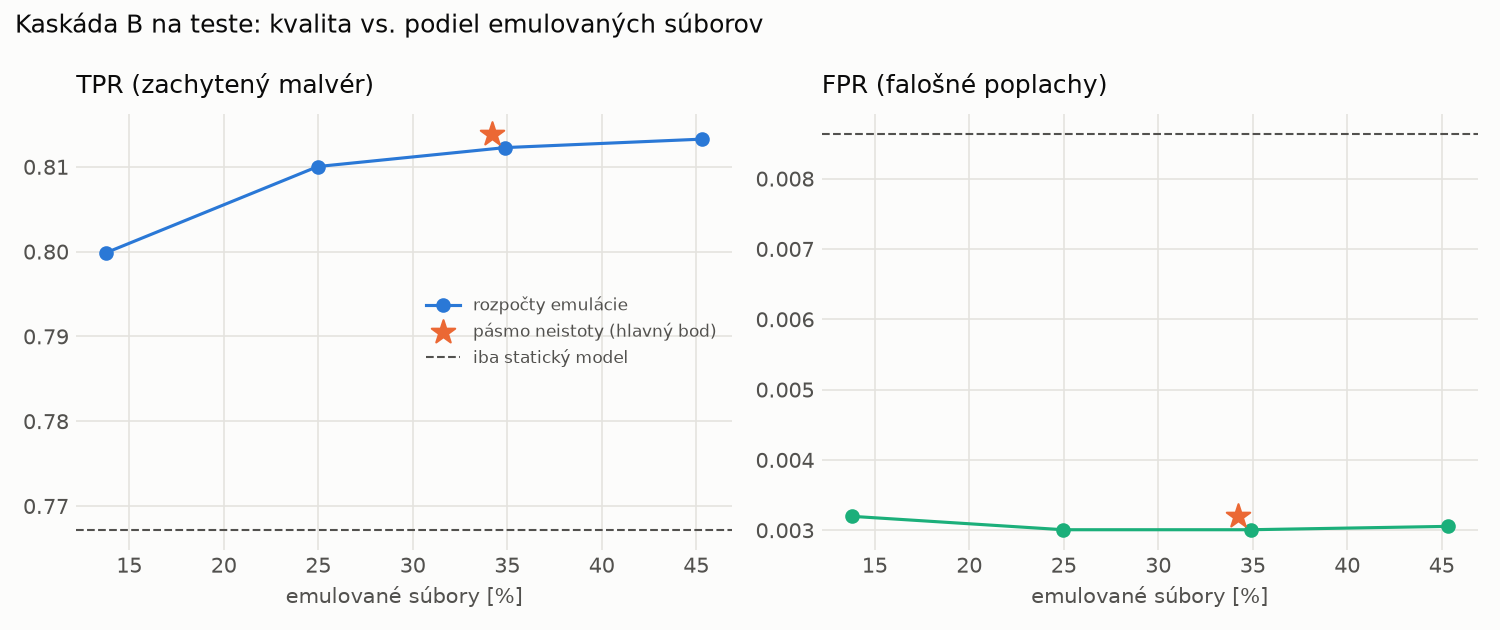 Kaskáda B na teste: kvalita vs. podiel emulovaných súborov
TPR (zachytený malvér)
0.81
0.80
0.79
0.78
0.77
rozpočty emulácie
pásmo neistoty (hlavný bod)
iba statický model
15 20 25 30 35 40 45
emulované súbory [%]
FPR (falošné poplachy)
0.008
0.007
0.006
0.005
0.004
0.003
15 20 25 30 35 40 45
emulované súbory [%]